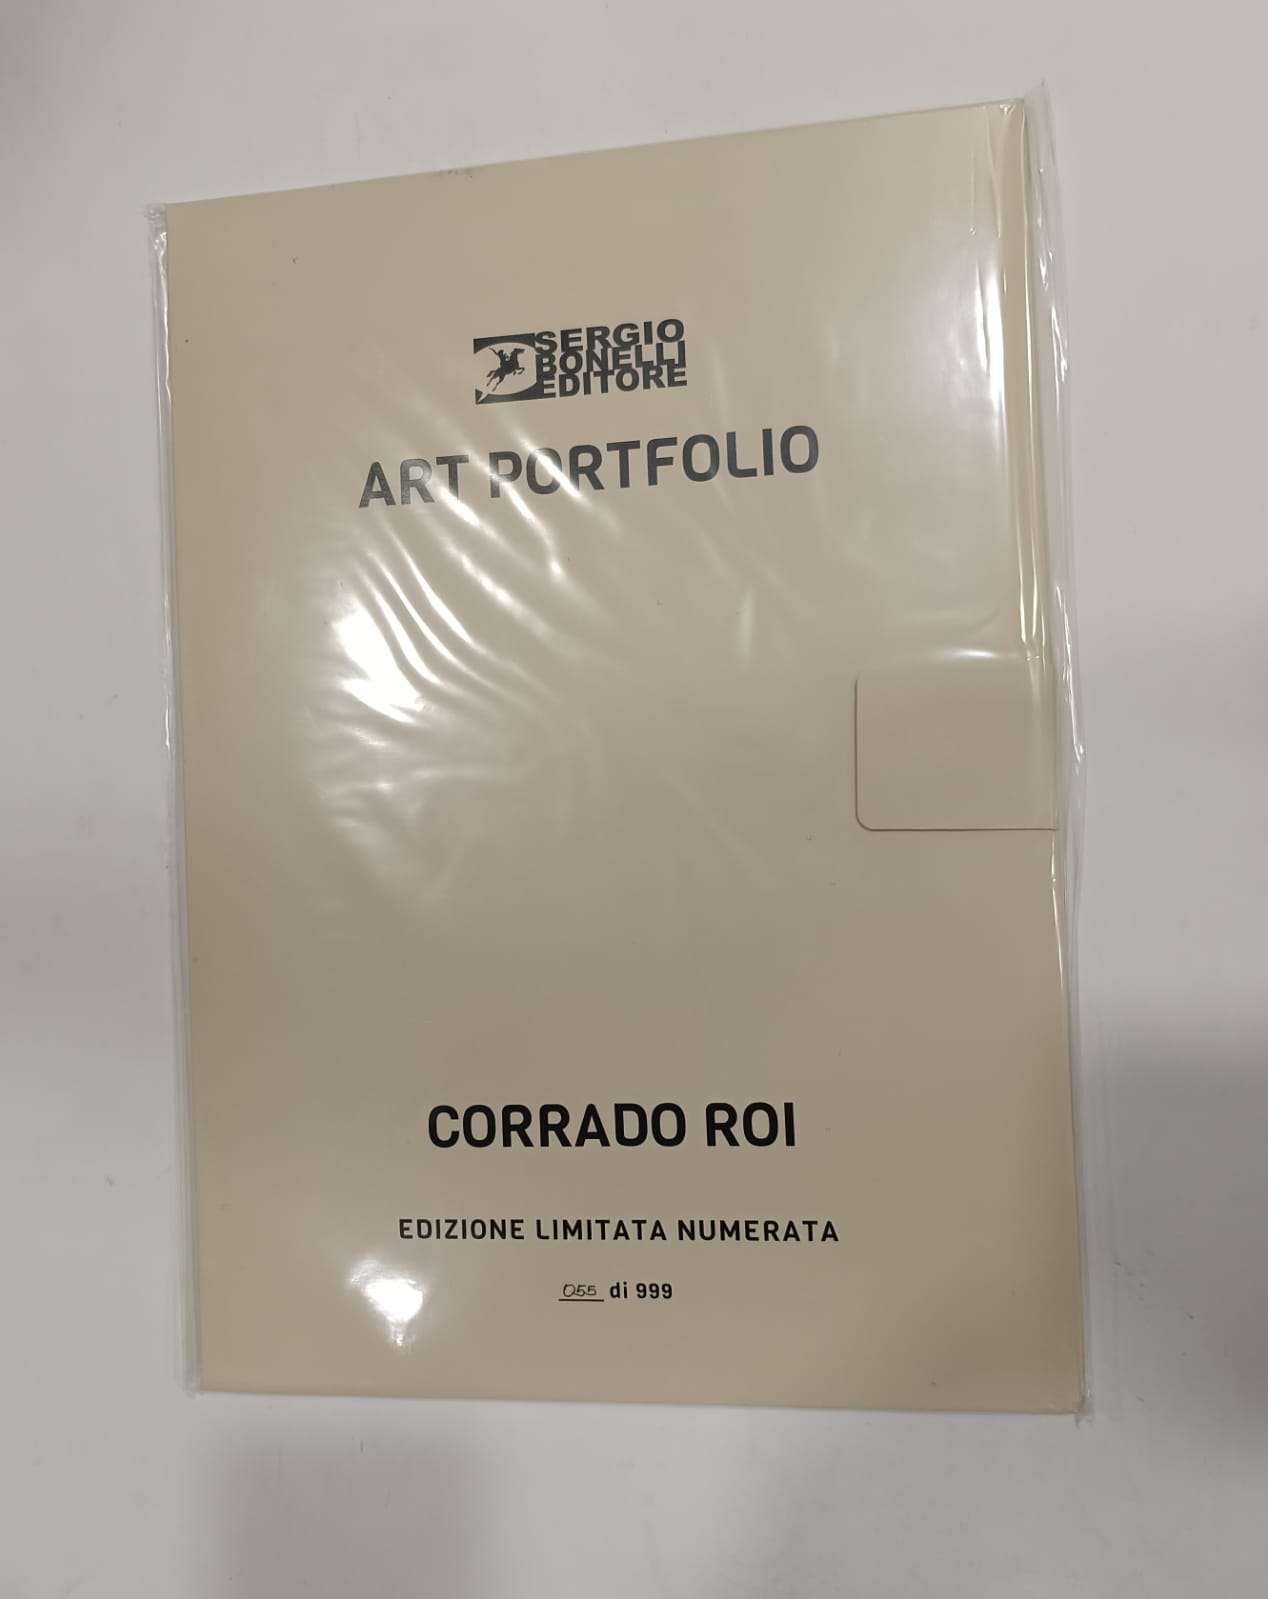 SERGIO
BONELLI
EDITORE
ART PORTFOLIO
CORRADO ROI
EDIZIONE LIMITATA NUMERATA
055 di 999